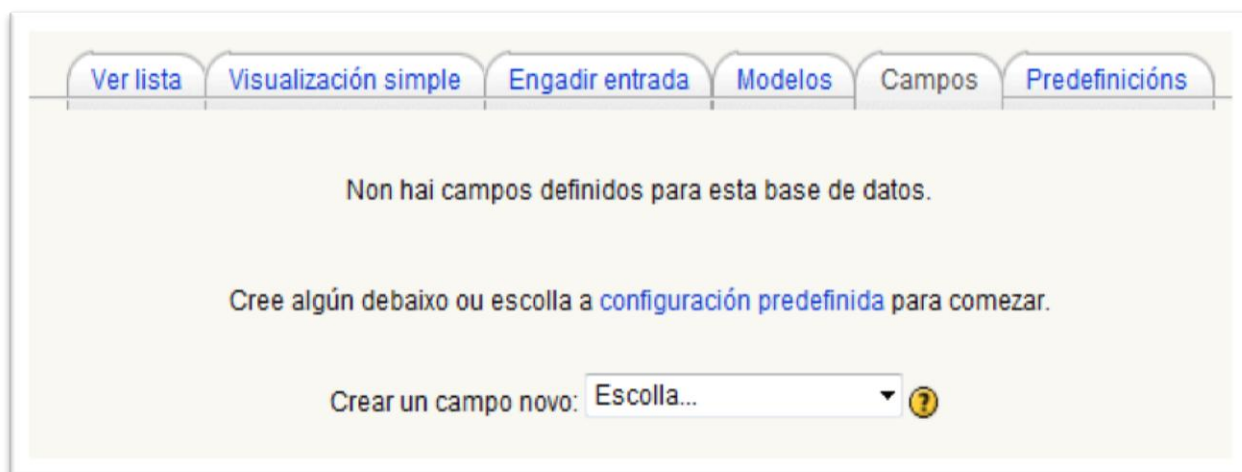 Ver lista Visualización simple Engadir entrada Modelos Campos Predefinicións
Non hai campos definidos para esta base de datos.
Cree algún debaixo ou escolla a configuración predefinida para comezar.
Crear un campo novo: Escolla... ?